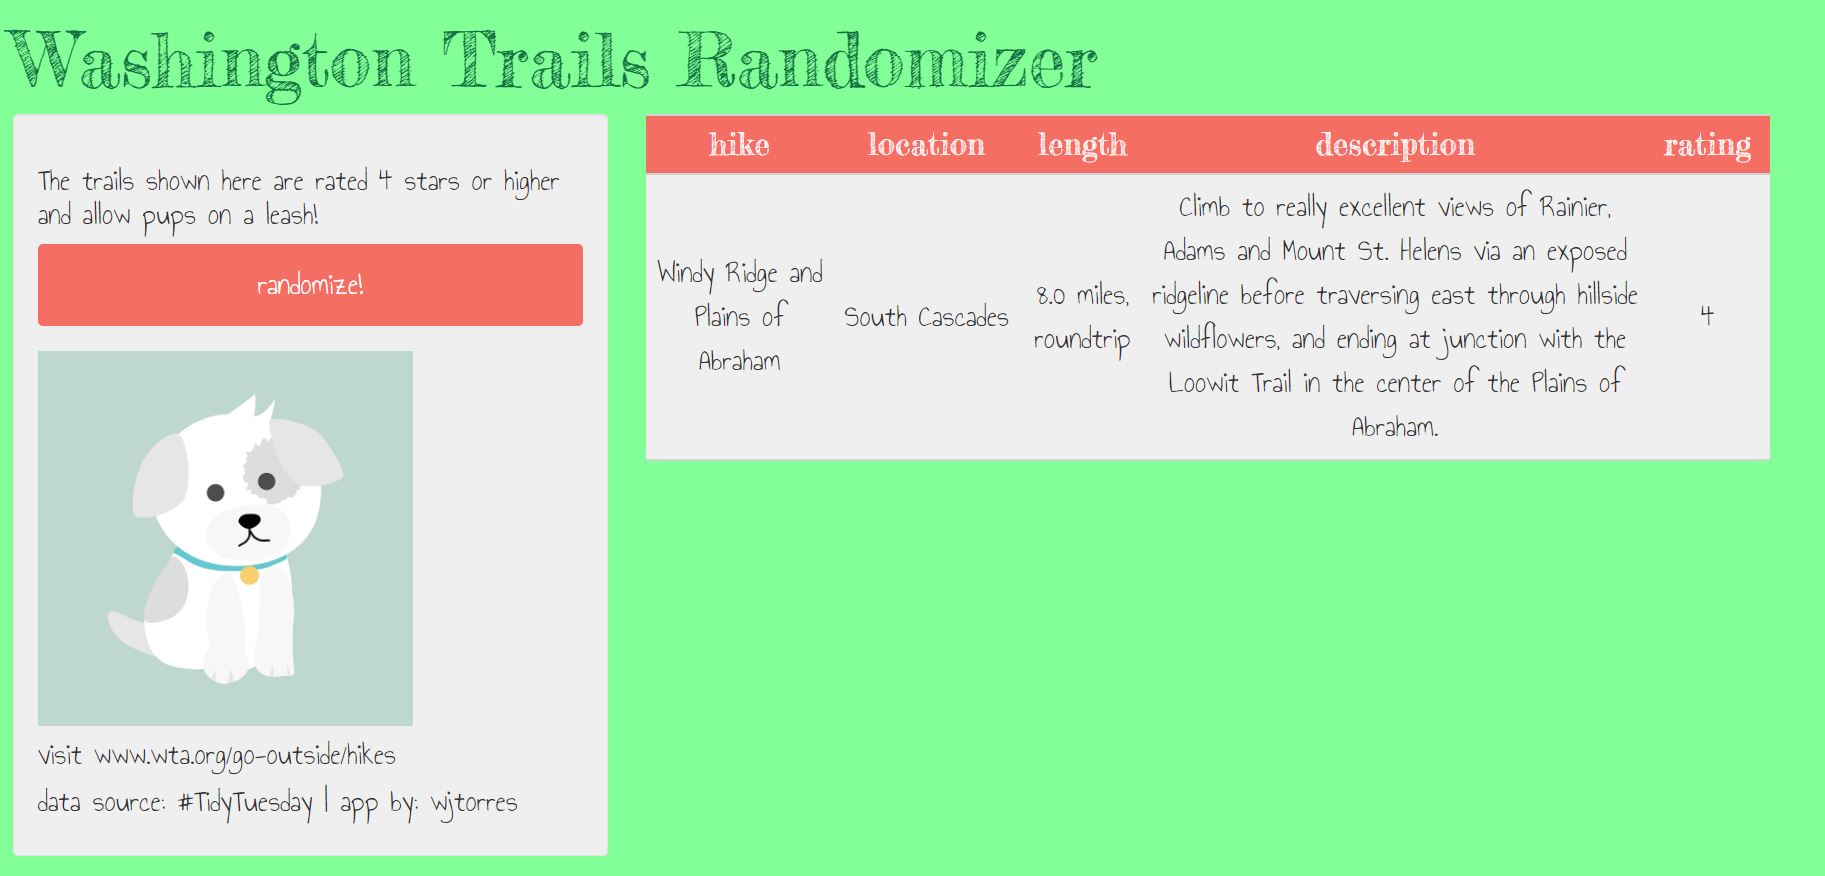 Washington Trails Randomizer
The trails shown here are rated 4 stars or higher
and allow pups on a leash!
randomize!
visit www.wta.org/go-outside/hikes
data source: #TidyTuesday | app by: wjtorres
hike location length description rating
Windy Ridge and
Plains of
Abraham
South Cascades
8.0 miles,
roundtrip
Climb to really excellent views of Rainier,
Adams and Mount St. Helens via an exposed
ridgeline before traversing east through hillside
wildflowers, and ending at junction with the
Loowit Trail in the center of the Plains of
Abraham.
4